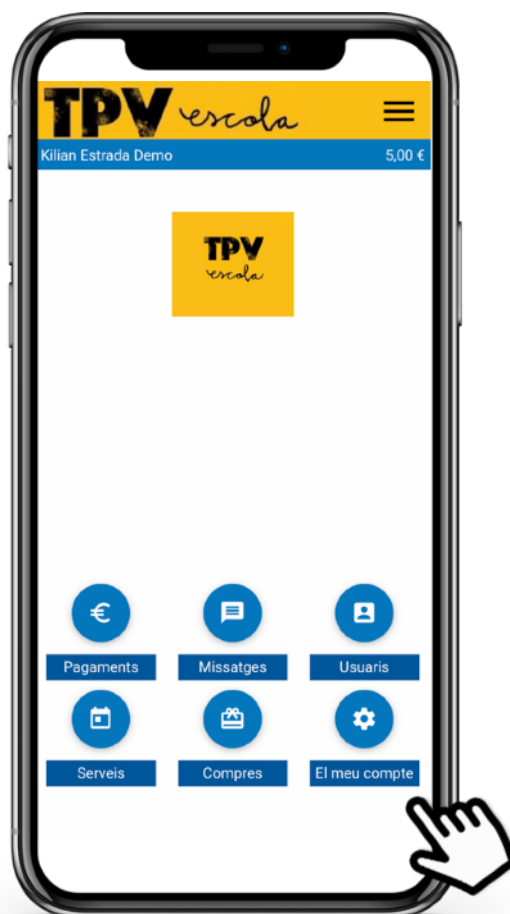 TPV escola
Kilian Estrada Demo 5,00 €
TPV
escola
Pagaments Missatges Usuaris
Serveis Compres El meu compte